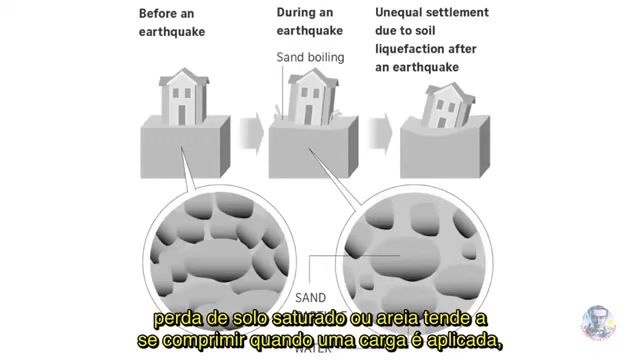 Before an
earthquake
During an
earthquake
Sand boiling
Unequal settlement
due to soil
liquefaction after
an earthquake
SAND
perda de solo saturado ou areia tende a
se comprimir quando uma carga é aplicada,
WATER